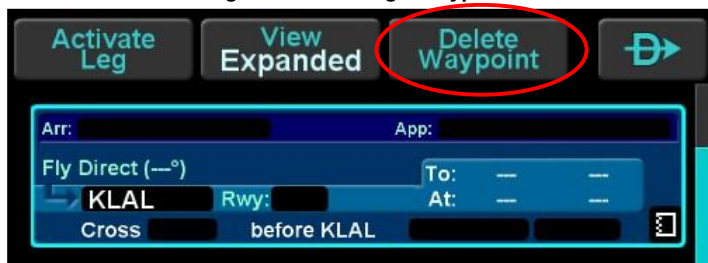 Activate Leg
View Expanded
Delete Waypoint
Arr: App:
Fly Direct (---°)
To: --- ---
KLAL Rwy: At: --- ---
Cross before KLAL